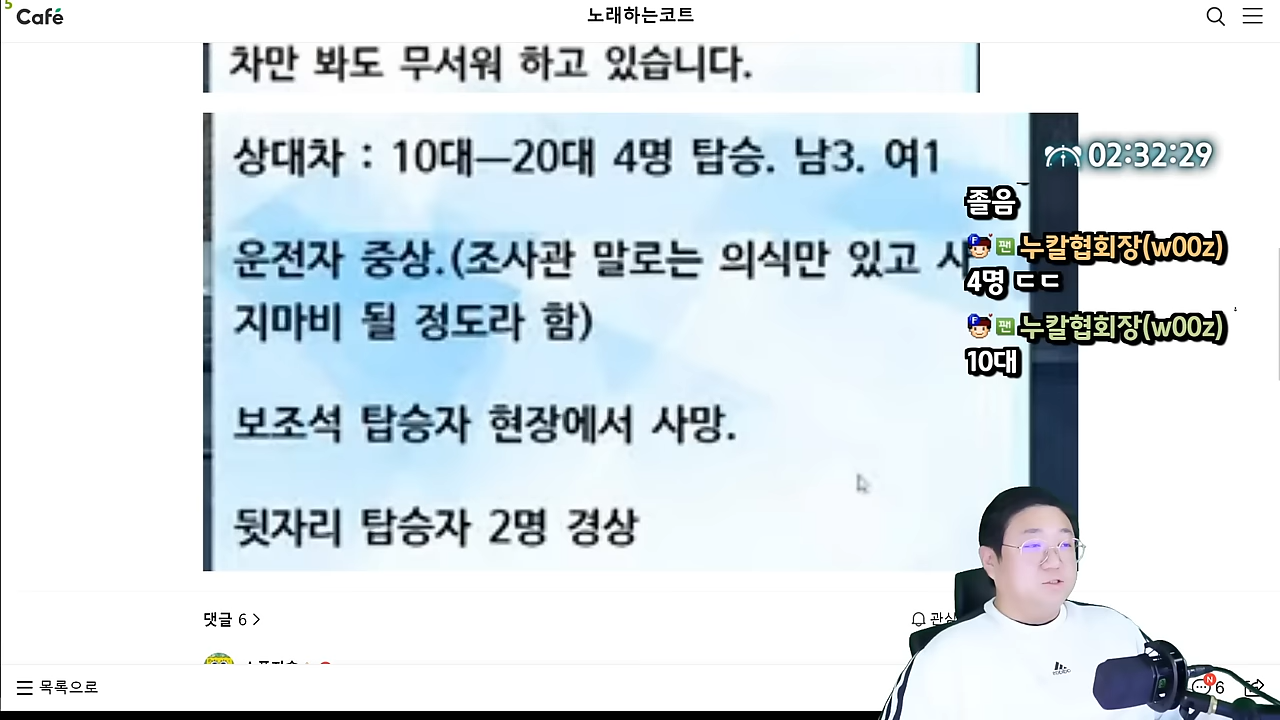 5
Café
노래하는코트
차만 봐도 무서워 하고 있습니다.
상대차 : 10대—20대 4명 탑승. 남3. 여1
운전자 중상.(조사관 말로는 의식만 있고 사
지마비 될 정도라 함)
보조석 탑승자 현장에서 사망.
뒷자리 탑승자 2명 경상
02:32:29
졸음
팬 누칼협회장(w00z)
4명 ㄷㄷ
팬 누칼협회장(w00z)
10대
댓글 6
관심
목록으로
N
6